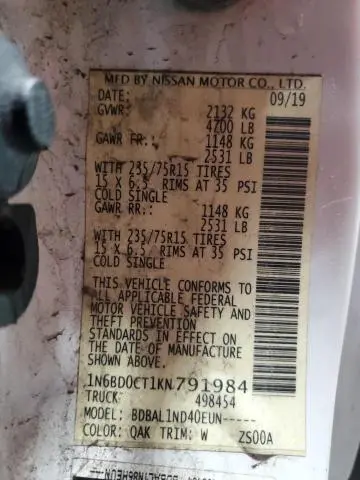 MFD BY NISSAN MOTOR CO., LTD.
DATE: 09/19
GVWR: 2132 KG
4700 LB
GAWR FR.: 1148 KG
2531 LB
WITH 235/75R15 TIRES
15 X 6.5 RIMS AT 35 PSI
COLD SINGLE
GAWR RR.: 1148 KG
2531 LB
WITH 235/75R15 TIRES
15 X 6.5 RIMS AT 35 PSI
COLD SINGLE
THIS VEHICLE CONFORMS TO
ALL APPLICABLE FEDERAL
MOTOR VEHICLE SAFETY AND
THEFT PREVENTION
STANDARDS IN EFFECT ON
THE DATE OF MANUFACTURE
SHOWN ABOVE.
1N6BD0CT1KN791984
TRUCK 498454
MODEL: BDBAL1ND40EUN-----
COLOR: QAK TRIM: W ZS00A